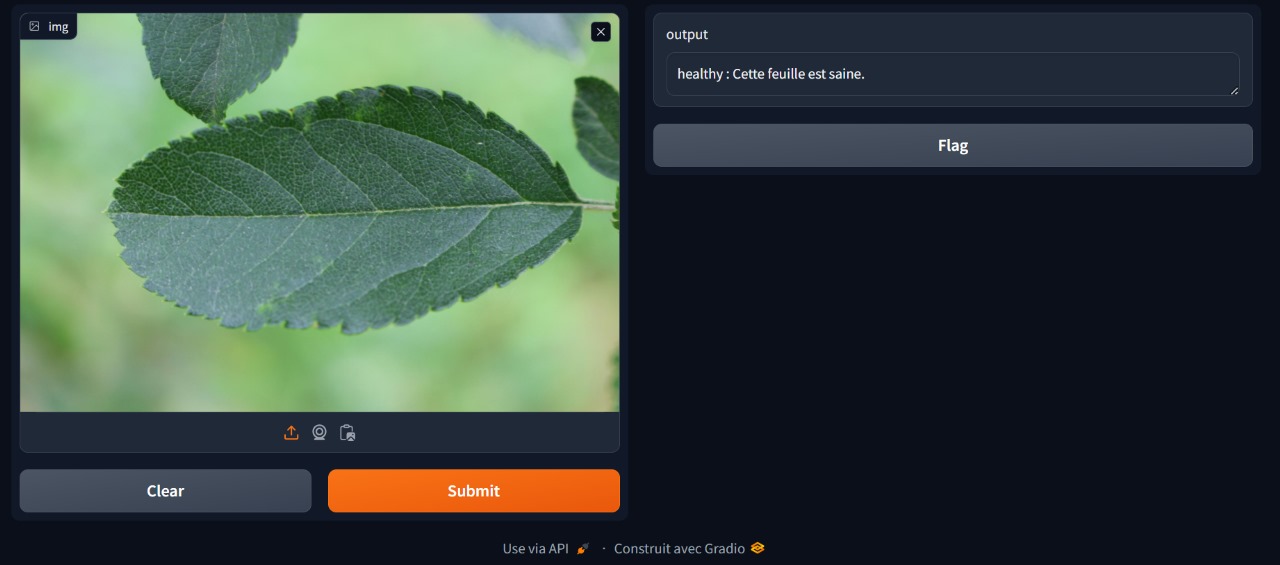 img
output
healthy : Cette feuille est saine.
Flag
Clear
Submit
Use via API 🚀 · Construit avec Gradio